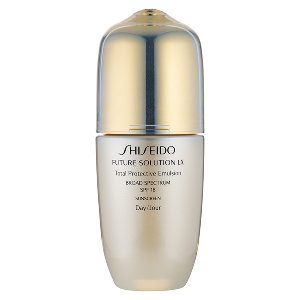 SHISEIDO
FUTURE SOLUTION LX
Total Protective Emulsion
BROAD SPECTRUM
SPF 18
SUNSCREEN
Day/Jour